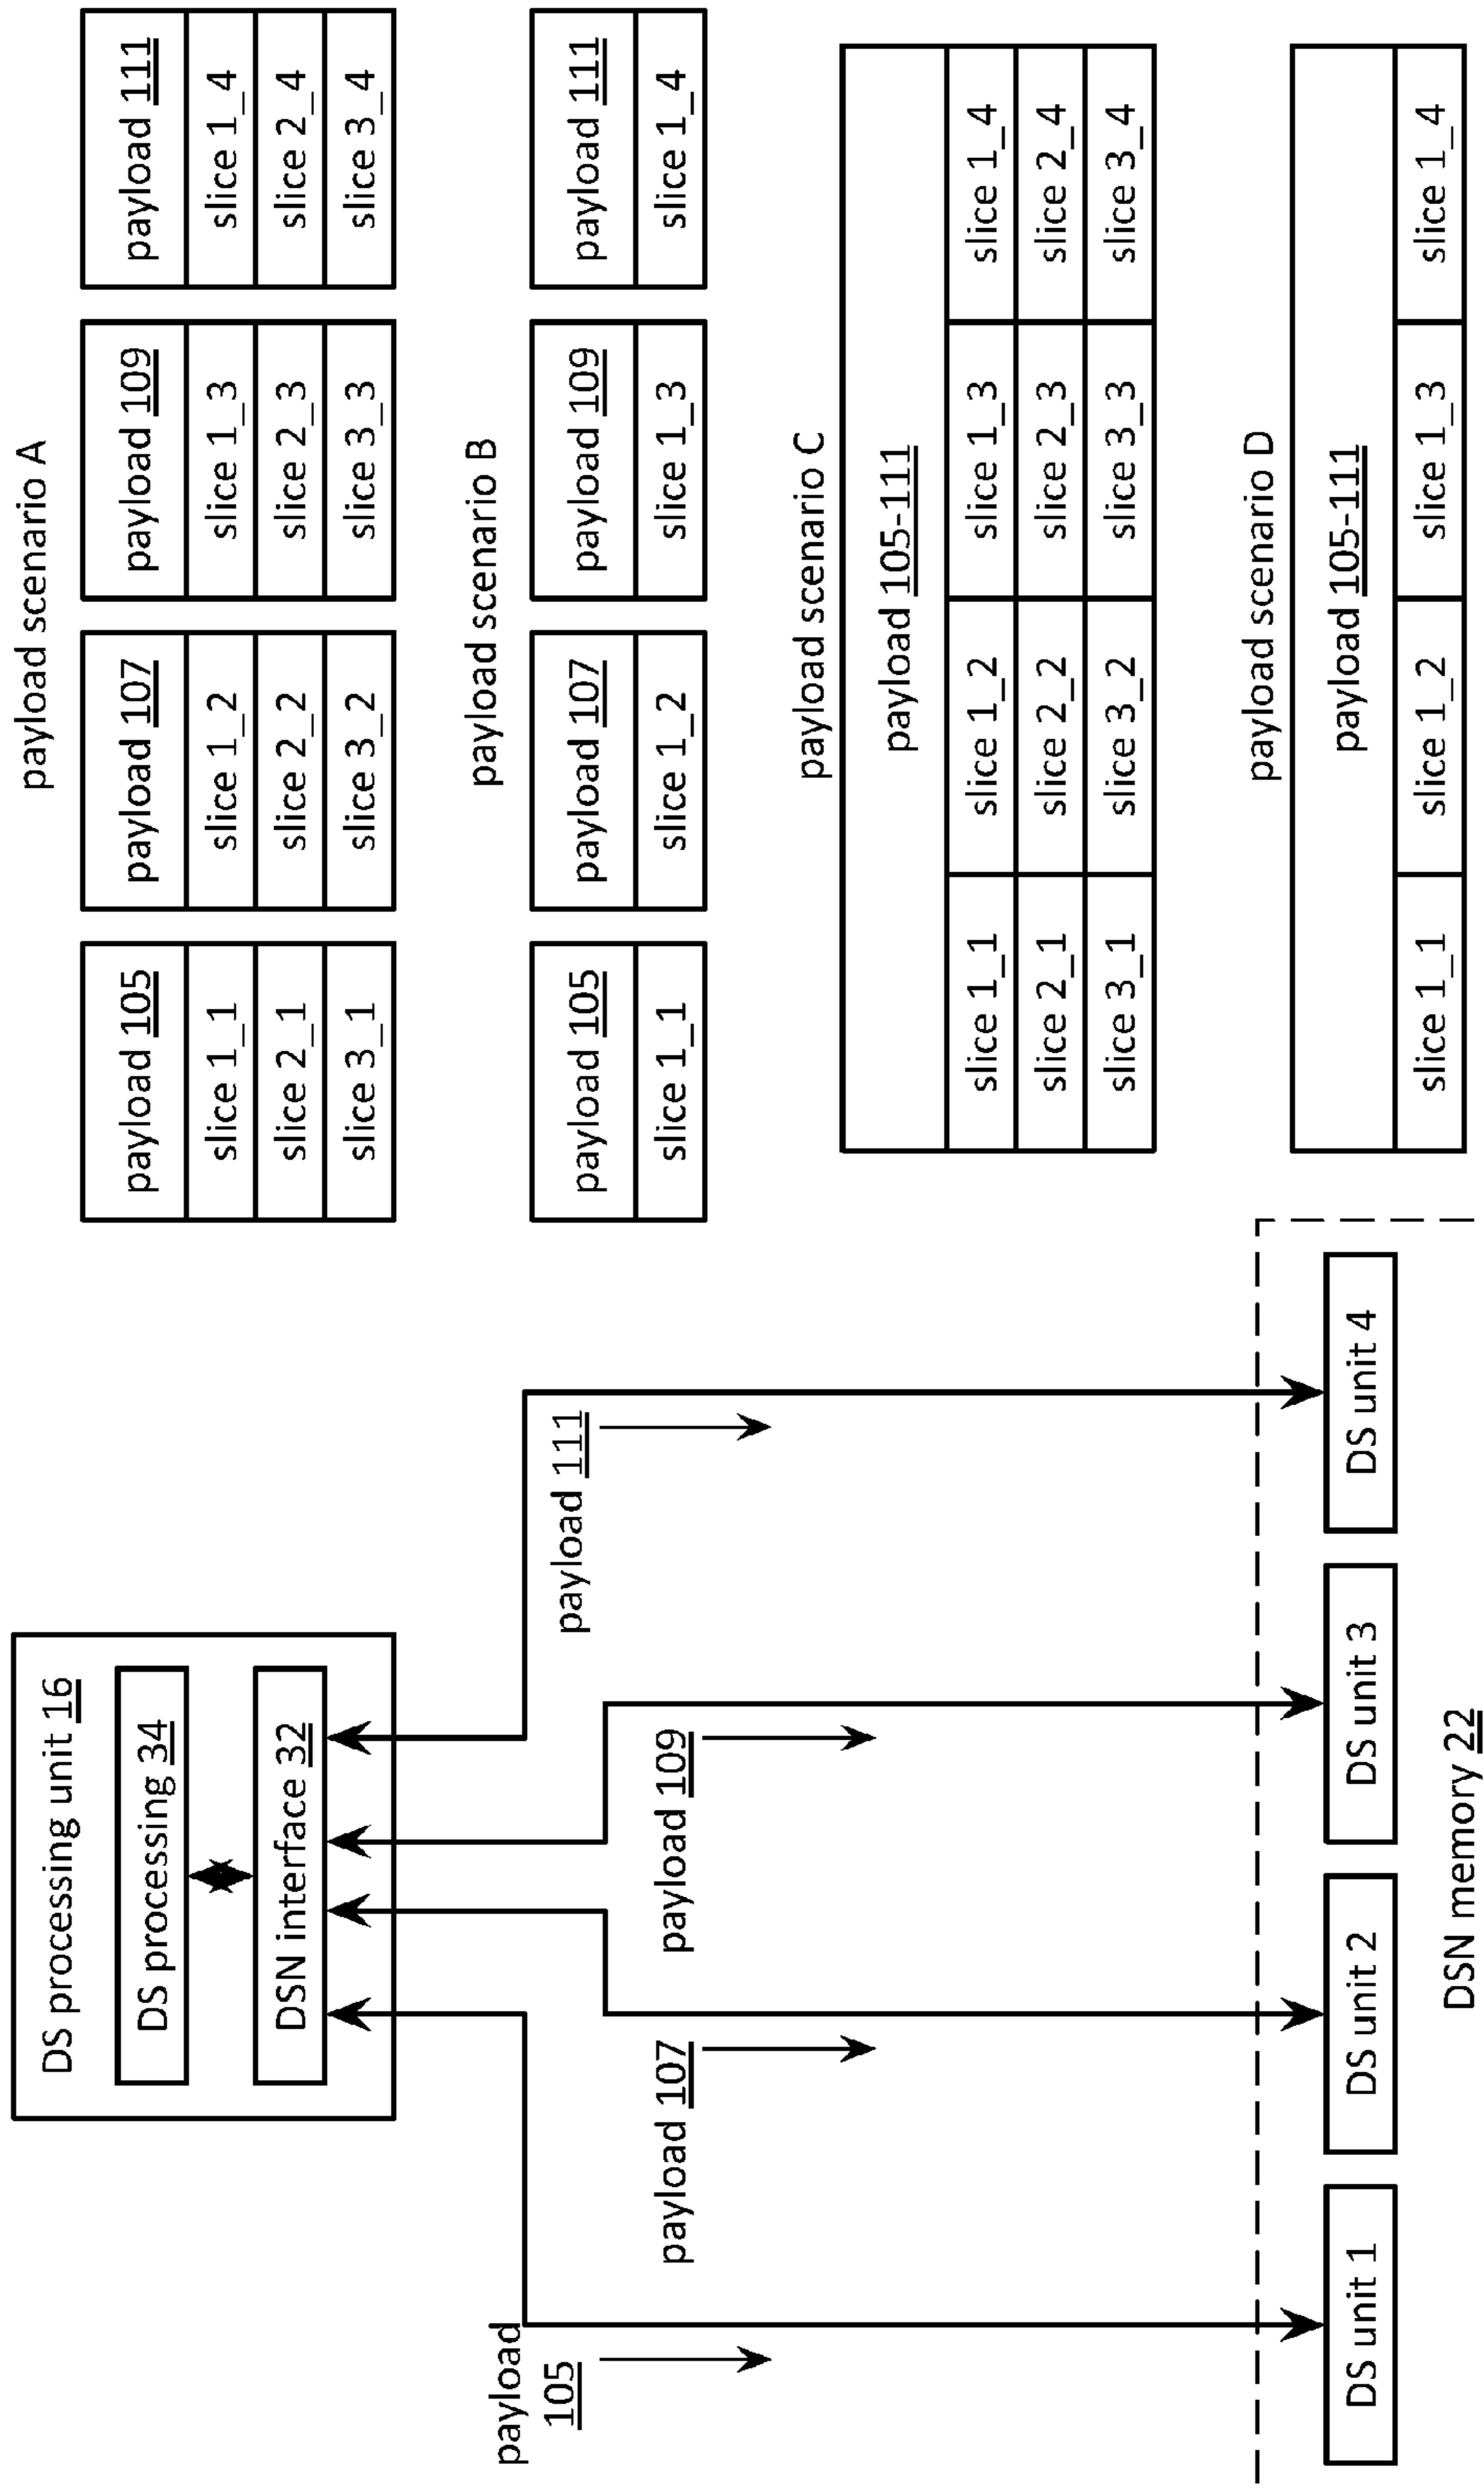 DS processing unit 16
DS processing 34
DSN interface 32
payload
105
payload 107
payload 109
payload 111
DS unit 1
DS unit 2
DS unit 3
DS unit 4
DSN memory 22
payload scenario A
payload 105
slice 1_1
slice 2_1
slice 3_1
payload 107
slice 1_2
slice 2_2
slice 3_2
payload 109
slice 1_3
slice 2_3
slice 3_3
payload 111
slice 1_4
slice 2_4
slice 3_4
payload scenario B
payload 105
slice 1_1
payload 107
slice 1_2
payload 109
slice 1_3
payload 111
slice 1_4
payload scenario C
payload 105-111
slice 1_1
slice 1_2
slice 1_3
slice 1_4
slice 2_1
slice 2_2
slice 2_3
slice 2_4
slice 3_1
slice 3_2
slice 3_3
slice 3_4
payload scenario D
payload 105-111
slice 1_1
slice 1_2
slice 1_3
slice 1_4